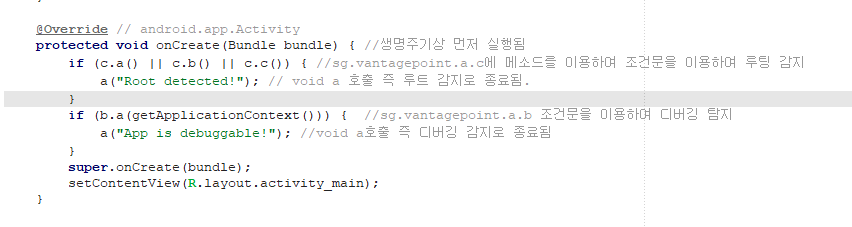 @Override // android.app.Activity
protected void onCreate(Bundle bundle) { //생명주기상 먼저 실행됨
if (c.a() || c.b() || c.c()) { //sg.vantagepoint.a.c에 메소드를 이용하여 조건문을 이용하여 루팅 감지
a("Root detected!"); // void a 호출 즉 루트 감지로 종료됨.
}
if (b.a(getApplicationContext())) { //sg.vantagepoint.a.b 조건문을 이용하여 디버깅 탐지
a("App is debuggable!"); //void a호출 즉 디버깅 감지로 종료됨
}
super.onCreate(bundle);
setContentView(R.layout.activity_main);
}